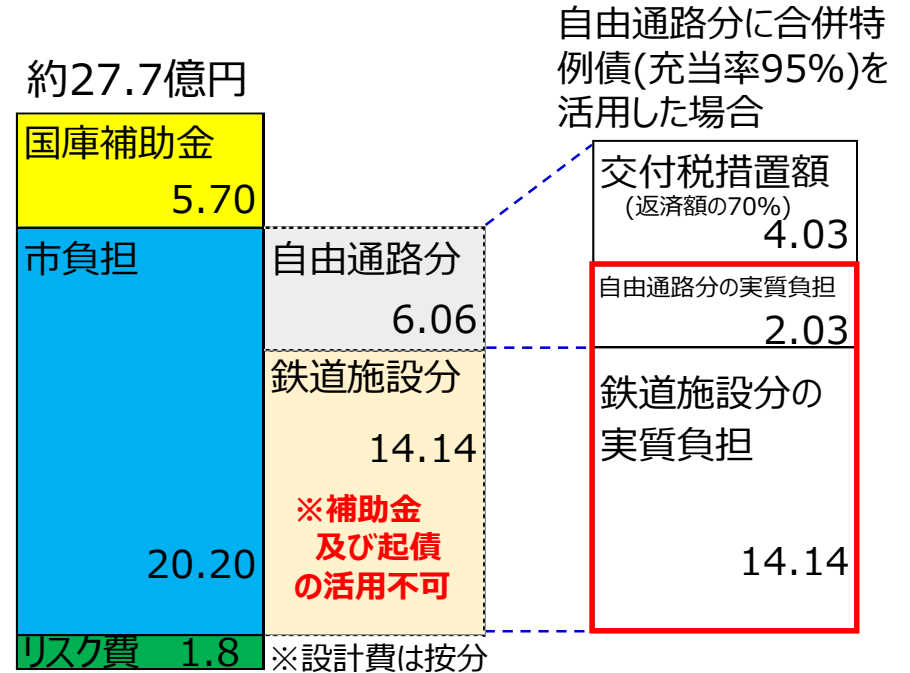 自由通路分に合併特
例債(充当率95%)を
活用した場合
約27.7億円
国庫補助金
5.70
市負担
20.20
リスク費 1.8
自由通路分
6.06
鉄道施設分
14.14
※補助金
及び起債
の活用不可
※設計費は按分
交付税措置額
(返済額の70%)
4.03
自由通路分の実質負担
2.03
鉄道施設分の
実質負担
14.14